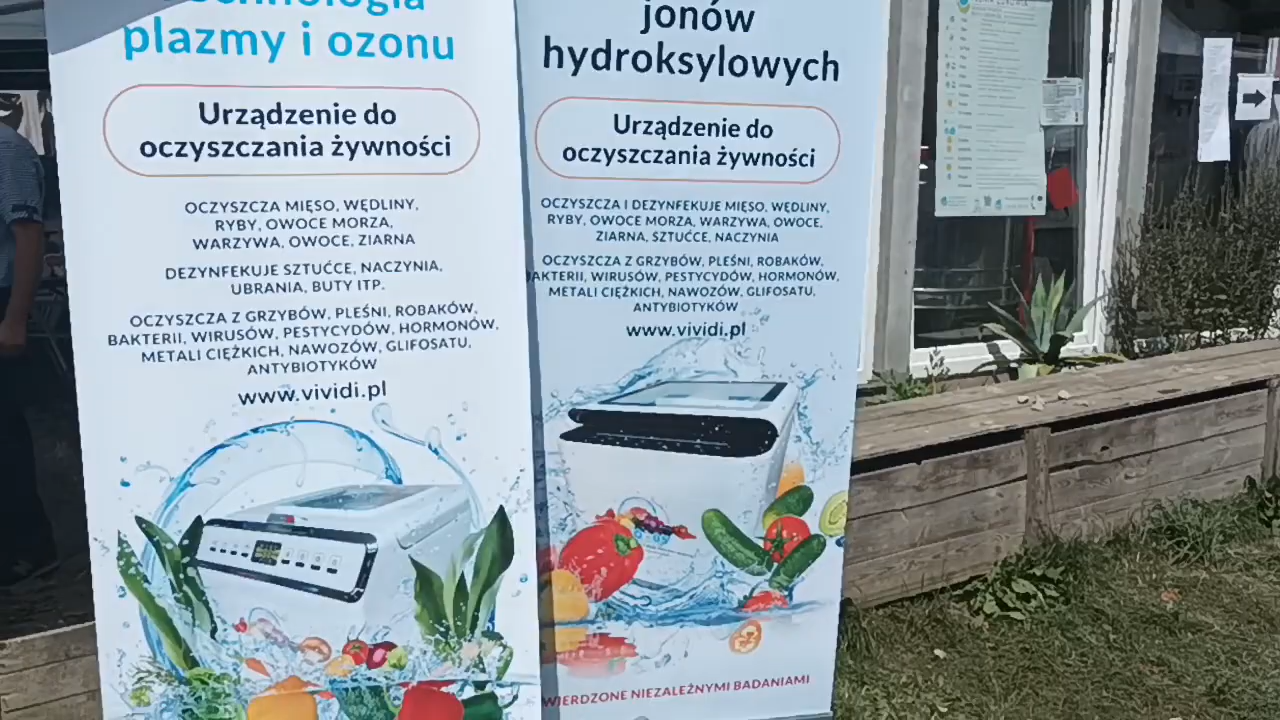 plazmy i ozonu
Urządzenie do
oczyszczania żywności
OCZYSZCZA MIĘSO, WĘDLINY,
RYBY, OWOCE MORZA,
WARZYWA, OWOCE, ZIARNA
DEZYNFEKUJE SZTUĆCE, NACZYNIA,
UBRANIA, BUTY ITP.
OCZYSZCZA Z GRZYBÓW, PLEŚNI, ROBAKÓW,
BAKTERII, WIRUSÓW, PESTYCYDÓW, HORMONÓW,
METALI CIĘŻKICH, NAWOZÓW, GLIFOSATU,
ANTYBIOTYKÓW
www.vividi.pl
jonów
hydroksylowych
Urządzenie do
oczyszczania żywności
OCZYSZCZA I DEZYNFEKUJE MIĘSO, WĘDLINY,
RYBY, OWOCE MORZA, WARZYWA, OWOCE,
ZIARNA, SZTUĆCE, NACZYNIA
OCZYSZCZA Z GRZYBÓW, PLEŚNI, ROBAKÓW,
AKTERII, WIRUSÓW, PESTYCYDÓW, HORMONÓW,
METALI CIĘŻKICH, NAWOZÓW, GLIFOSATU,
ANTYBIOTYKÓW
www.vividi.pl
WIERDZONE NIEZALEŻNYMI BADANIAMI